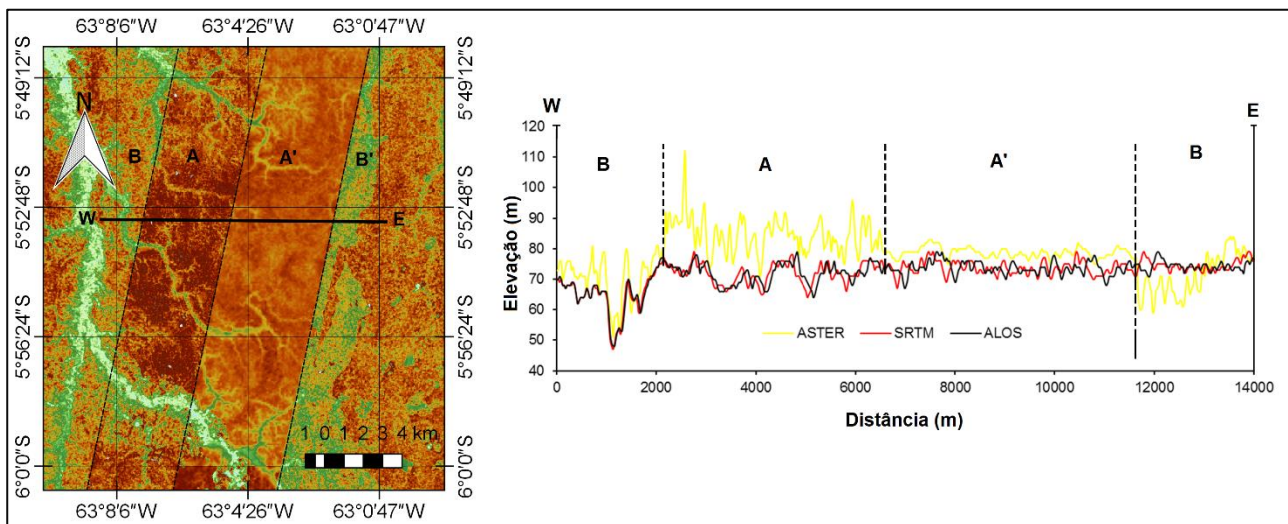 63°8'6"W 63°4'26"W 63°0'47"W
5°49'12"S 5°52'48"S 5°56'24"S 6°0'0"S
N
B A A' B'
W E
1 0 1 2 3 4 km
5°49'12"S 5°52'48"S 5°56'24"S 6°0'0"S
63°8'6"W 63°4'26"W 63°0'47"W
W E
B A A' B
120
110
100
90
80
70
60
50
40
Elevação (m)
ASTER SRTM ALOS
0 2000 4000 6000 8000 10000 12000 14000
Distância (m)